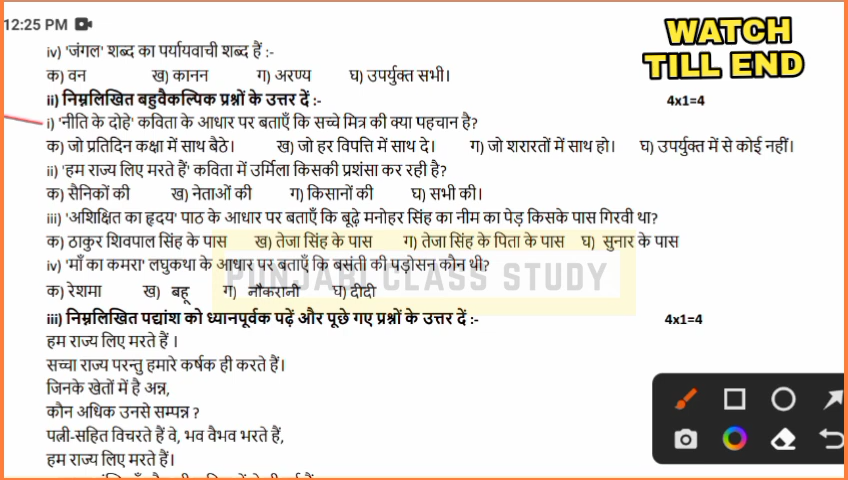 12:25 PM
WATCH
TILL END
iv) 'जंगल' शब्द का पर्यायवाची शब्द हैं :-
क) वन ख) कानन ग) अरण्य घ) उपर्युक्त सभी।
ii) निम्नलिखित बहुवैकल्पिक प्रश्नों के उत्तर दें :- 4x1=4
i) 'नीति के दोहे' कविता के आधार पर बताएँ कि सच्चे मित्र की क्या पहचान है?
क) जो प्रतिदिन कक्षा में साथ बैठे। ख) जो हर विपत्ति में साथ दे। ग) जो शरारतों में साथ हो। घ) उपर्युक्त में से कोई नहीं।
ii) 'हम राज्य लिए मरते हैं' कविता में उर्मिला किसकी प्रशंसा कर रही है?
क) सैनिकों की ख) नेताओं की ग) किसानों की घ) सभी की।
iii) 'अशिक्षित का हृदय' पाठ के आधार पर बताएँ कि बूढ़े मनोहर सिंह का नीम का पेड़ किसके पास गिरवी था?
क) ठाकुर शिवपाल सिंह के पास ख) तेजा सिंह के पास ग) तेजा सिंह के पिता के पास घ) सुनार के पास
iv) 'माँ का कमरा' लघुकथा के आधार पर बताएँ कि बसंती की पड़ोसन कौन थी?
PUNJABI CLASS STUDY
क) रेशमा ख) बहू ग) नौकरानी घ) दीदी
iii) निम्नलिखित पद्यांश को ध्यानपूर्वक पढ़ें और पूछे गए प्रश्नों के उत्तर दें :- 4x1=4
हम राज्य लिए मरते हैं ।
सच्चा राज्य परन्तु हमारे कर्षक ही करते हैं।
जिनके खेतों में है अन्न,
कौन अधिक उनसे सम्पन्न ?
पत्नी-सहित विचरते हैं वे, भव वैभव भरते हैं,
हम राज्य लिए मरते हैं।